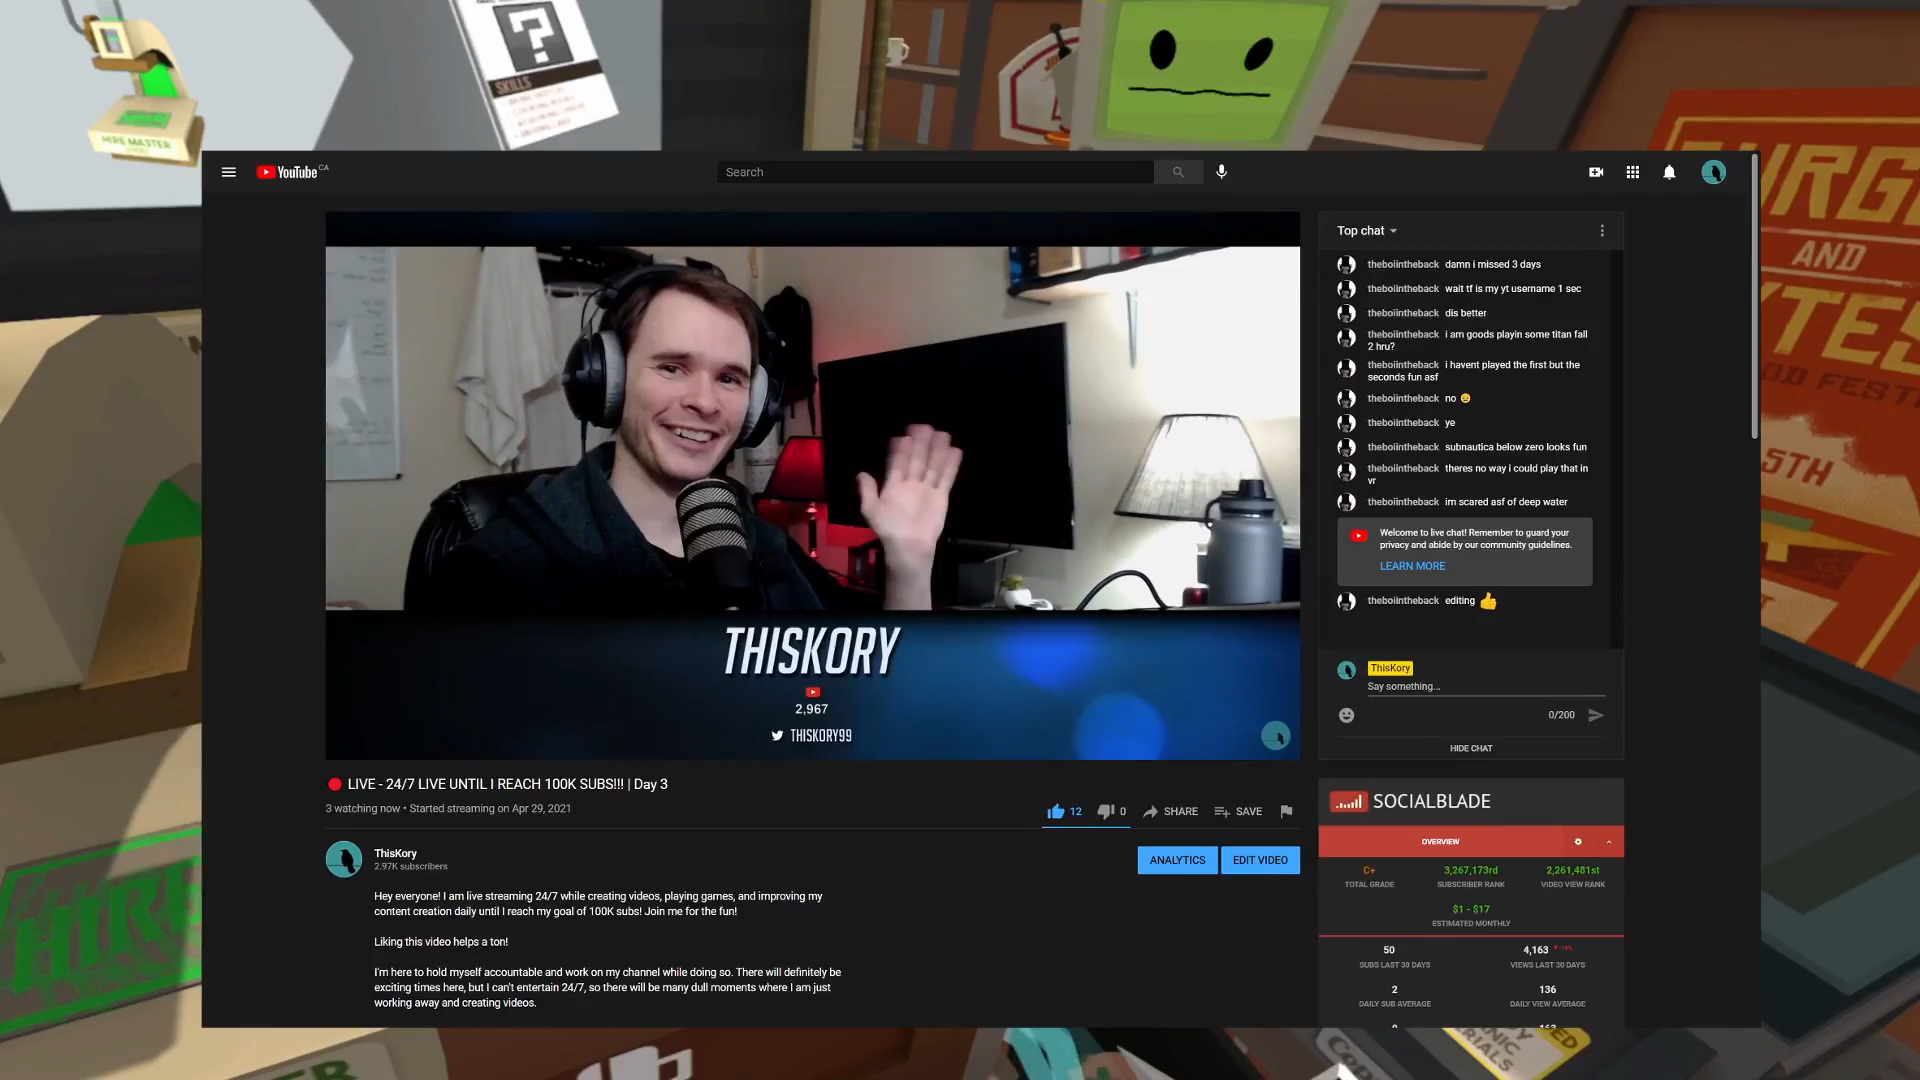 SKILLS
HIRE MASTER
YouTube CA
Search
THISKORY
2,967
THISKORY99
LIVE - 24/7 LIVE UNTIL I REACH 100K SUBS!!! | Day 3
3 watching now • Started streaming on Apr 29, 2021
12
0
SHARE
SAVE
ThisKory
2.97K subscribers
ANALYTICS
EDIT VIDEO
Hey everyone! I am live streaming 24/7 while creating videos, playing games, and improving my
content creation daily until I reach my goal of 100K subs! Join me for the fun!
Liking this video helps a ton!
I'm here to hold myself accountable and work on my channel while doing so. There will definitely be
exciting times here, but I can't entertain 24/7, so there will be many dull moments where I am just
working away and creating videos.
Top chat
theboiintheback damn i missed 3 days
theboiintheback wait tf is my yt username 1 sec
theboiintheback dis better
theboiintheback i am goods playin some titan fall
2 hru?
theboiintheback i havent played the first but the
seconds fun asf
theboiintheback no 😖
theboiintheback ye
theboiintheback subnautica below zero looks fun
theboiintheback theres no way i could play that in
vr
theboiintheback im scared asf of deep water
Welcome to live chat! Remember to guard your
privacy and abide by our community guidelines.
LEARN MORE
theboiintheback editing 👍
ThisKory
Say something...
0/200
HIDE CHAT
SOCIALBLADE
OVERVIEW
C+ 3,267,173rd 2,261,481st
TOTAL GRADE SUBSCRIBER RANK VIDEO VIEW RANK
$1 - $17
ESTIMATED MONTHLY
50 4,163
SUBS LAST 30 DAYS VIEWS LAST 30 DAYS
2 136
DAILY SUB AVERAGE DAILY VIEW AVERAGE
AND
5TH
HIRE